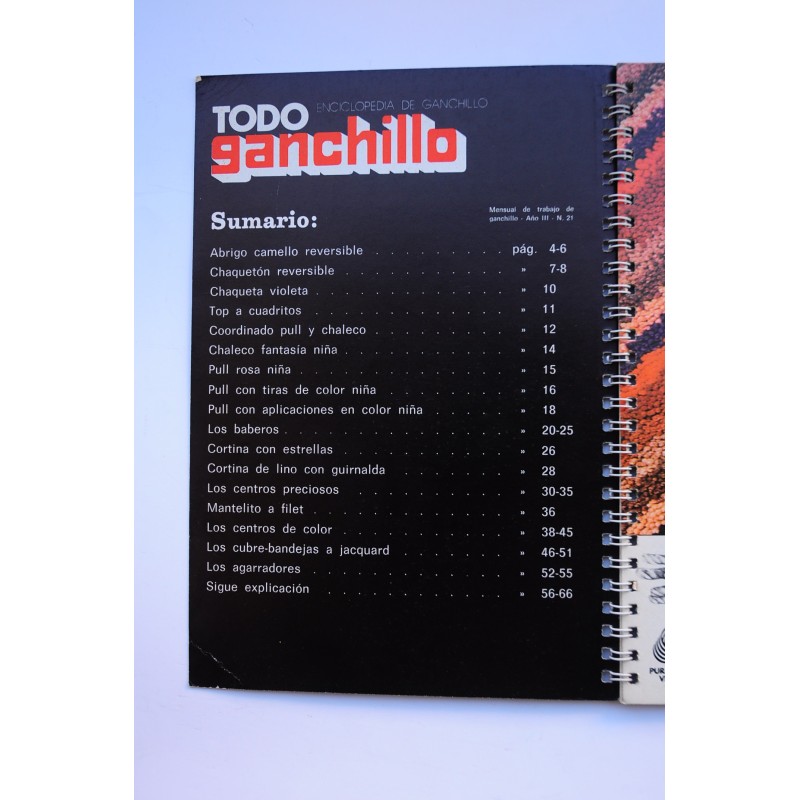 TODO ENCICLOPEDIA DE GANCHILLO
ganchillo
Mensual de trabajo de
ganchillo - Año III - N. 21
Sumario:
Abrigo camello reversible . . . . . . . . . pág. 4-6
Chaquetón reversible . . . . . . . . . . . » 7-8
Chaqueta violeta . . . . . . . . . . . . . » 10
Top a cuadritos . . . . . . . . . . . . . » 11
Coordinado pull y chaleco . . . . . . . . . » 12
Chaleco fantasía niña . . . . . . . . . . . » 14
Pull rosa niña . . . . . . . . . . . . . . » 15
Pull con tiras de color niña . . . . . . . . » 16
Pull con aplicaciones en color niña . . . . . » 18
Los baberos . . . . . . . . . . . . . . . » 20-25
Cortina con estrellas . . . . . . . . . . . » 26
Cortina de lino con guirnalda . . . . . . . . » 28
Los centros preciosos . . . . . . . . . . . » 30-35
Mantelito a filet . . . . . . . . . . . . . » 36
Los centros de color . . . . . . . . . . . » 38-45
Los cubre-bandejas a jacquard . . . . . . . » 46-51
Los agarradores . . . . . . . . . . . . . » 52-55
Sigue explicación . . . . . . . . . . . . » 56-66
PUR
V